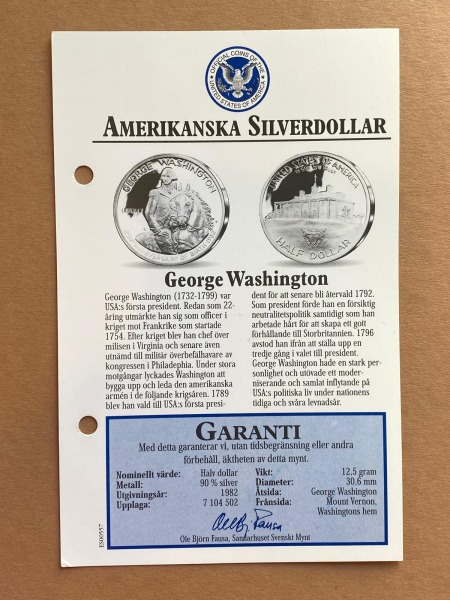 OFFICIAL COINS OF THE
UNITED STATES OF AMERICA
AMERIKANSKA SILVERDOLLAR
GEORGE WASHINGTON
LIBERTY
UNITED STATES OF AMERICA
HALF DOLLAR
George Washington
George Washington (1732-1799) var
USA:s första president. Redan som 22-
åring utmärkte han sig som officer i
kriget mot Frankrike som startade
1754. Efter kriget blev han chef över
milisen i Virginia och senare även
utnämd till militär överbefalhavare av
kongressen i Philadephia. Under stora
motgångar lyckades Washington att
bygga upp och leda den amerikanska
armén i de följande krigsåren. 1789
blev han vald till USA:s första presi-
dent för att senare bli återvald 1792.
Som president förde han en försiktig
neutralitetspolitik samtidigt som han
arbetade hårt för att skapa ett gott
förhållande till Storbritannien. 1796
avstod han ifrån att ställa upp en
tredje gång i valet till president.
George Washington hade en stark per-
sonlighet och utövade ett moder-
niserande och samlat inflytande på
USA:s politiska liv under nationens
tidiga och svåra levnadsår.
GARANTI
Med detta garanterar vi, utan tidsbegränsning eller andra
förbehåll, äktheten av detta mynt.
Nominellt värde: Halv dollar
Metall: 90 % silver
Utgivningsår: 1982
Upplaga: 7 104 502
Vikt: 12,5 gram
Diameter: 30,6 mm
Åtsida: George Washington
Frånsida: Mount Vernon,
Washingtons hem
Ole Björn Fausa, Samlarhuset Svenskt Mynt
ES00557